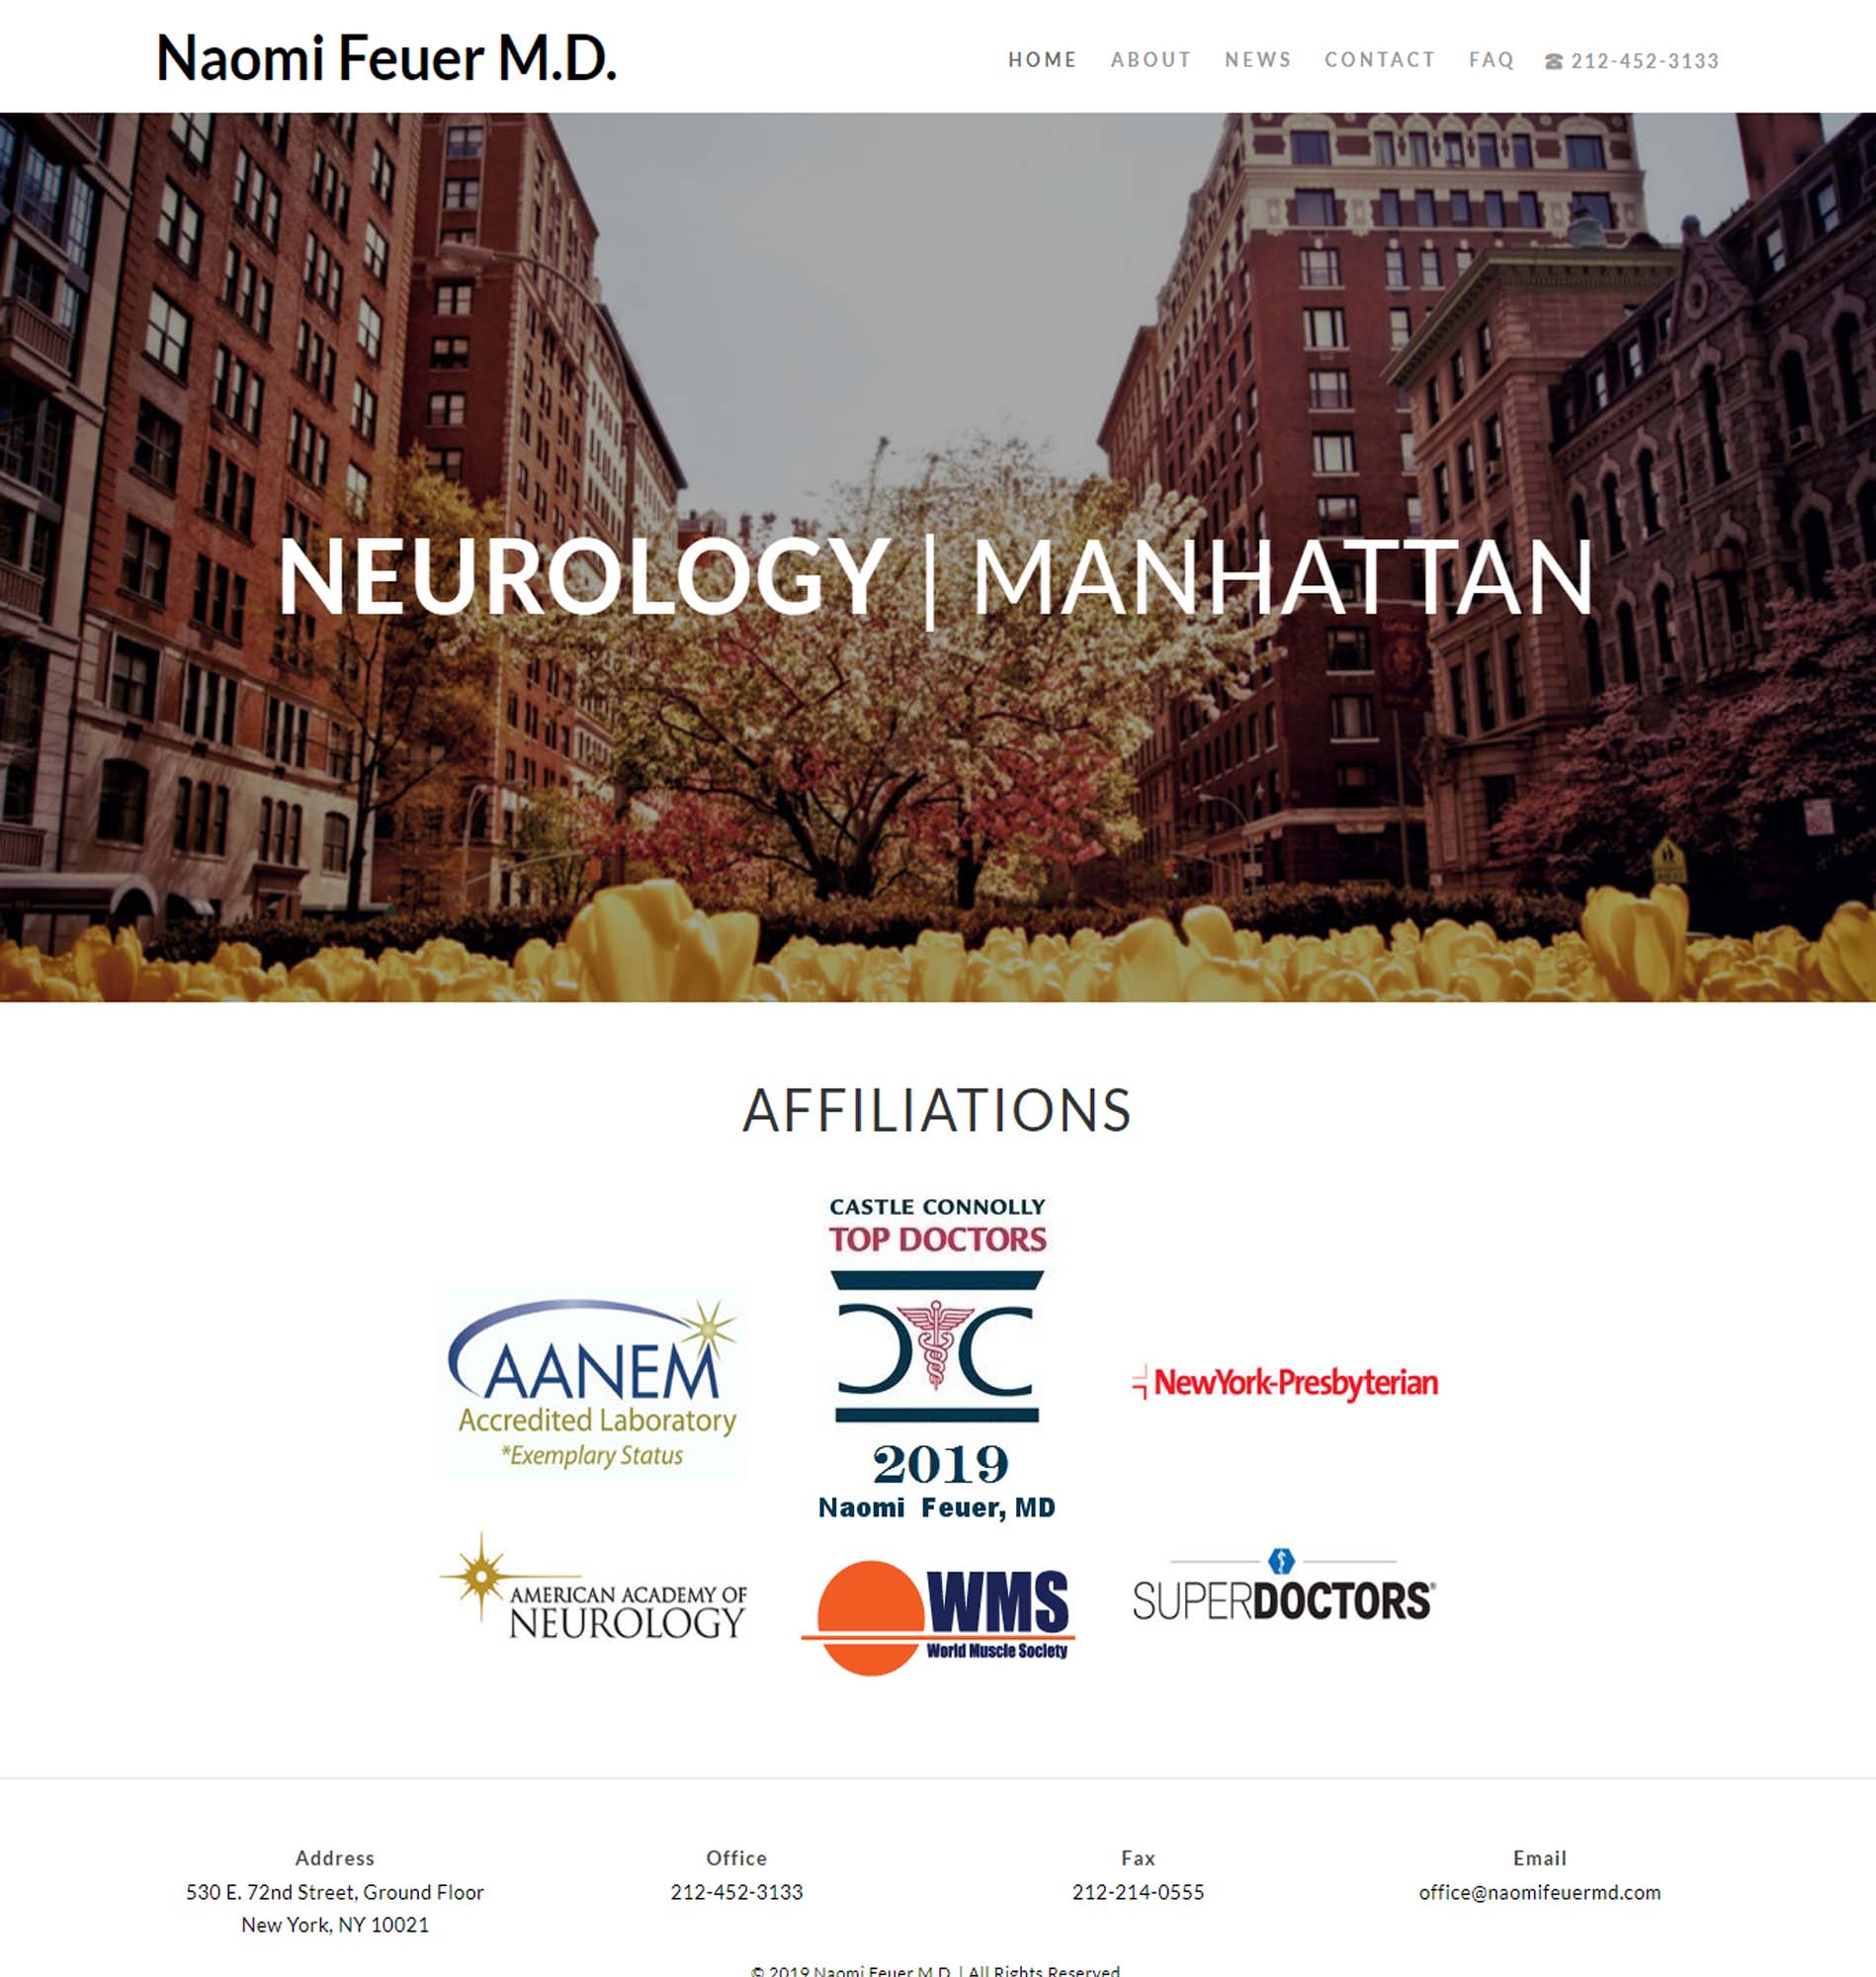 Naomi Feuer M.D.
HOME ABOUT NEWS CONTACT FAQ ☎ 212-452-3133
NEUROLOGY | MANHATTAN
AFFILIATIONS
CASTLE CONNOLLY
TOP DOCTORS
2019
Naomi Feuer, MD
AANEM
Accredited Laboratory
*Exemplary Status
NewYork-Presbyterian
AMERICAN ACADEMY OF
NEUROLOGY
WMS
World Muscle Society
SUPERDOCTORS®
Address
530 E. 72nd Street, Ground Floor
New York, NY 10021
Office
212-452-3133
Fax
212-214-0555
Email
office@naomifeuermd.com
© 2019 Naomi Feuer M.D. | All Rights Reserved